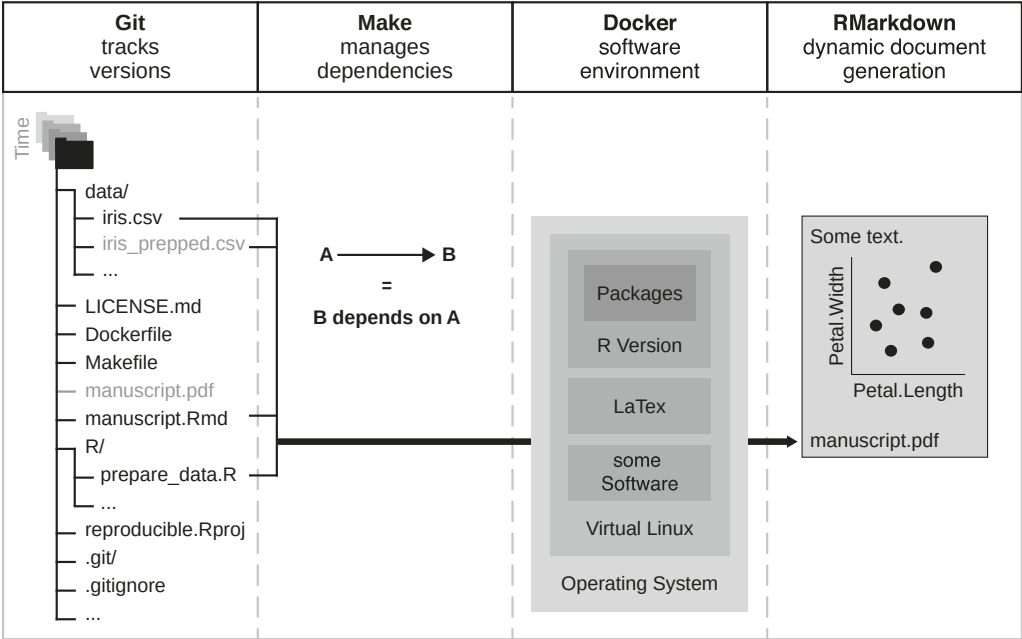 Git
tracks
versions
Make
manages
dependencies
Docker
software
environment
RMarkdown
dynamic document
generation
Time
data/
iris.csv
iris_prepped.csv
...
LICENSE.md
Dockerfile
Makefile
manuscript.pdf
manuscript.Rmd
R/
prepare_data.R
...
reproducible.Rproj
.git/
.gitignore
...
A B
=
B depends on A
Packages
R Version
LaTex
some
Software
Virtual Linux
Operating System
Some text.
Petal.Width
Petal.Length
manuscript.pdf